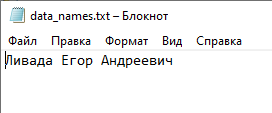 data_names.txt – Блокнот
Файл Правка Формат Вид Справка
Ливада Егор Андреевич